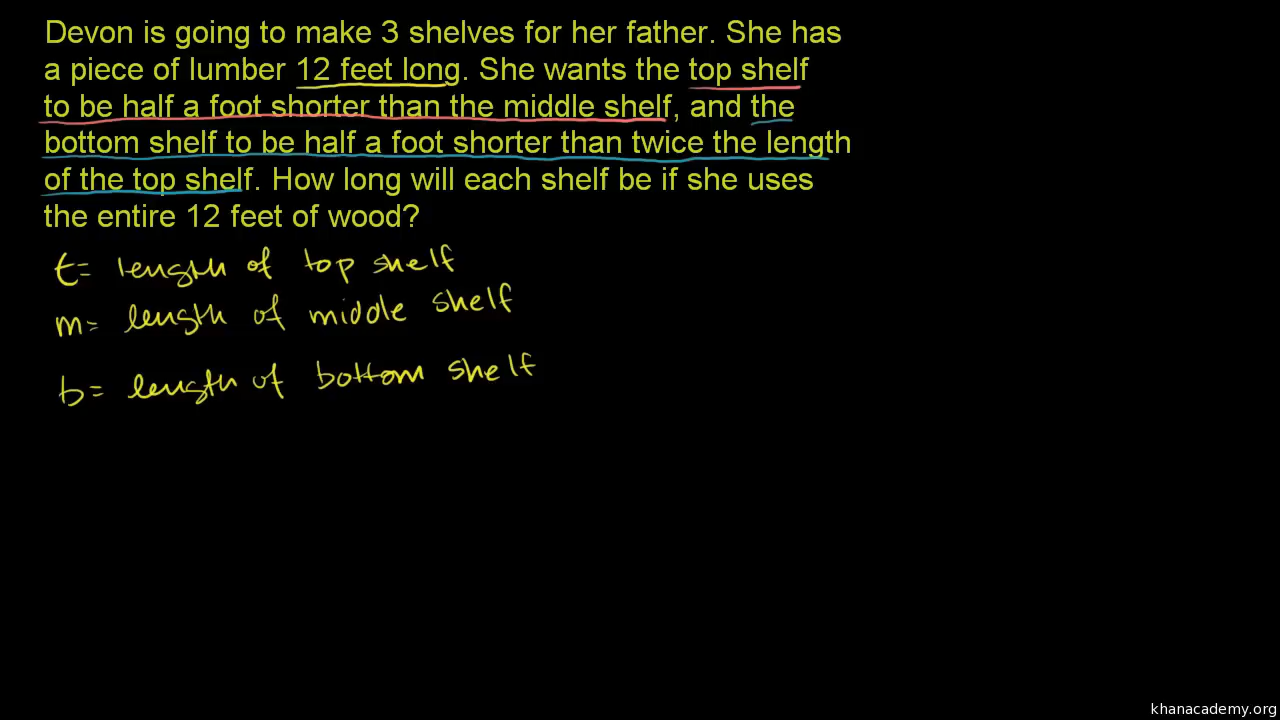 Devon is going to make 3 shelves for her father. She has
a piece of lumber 12 feet long. She wants the top shelf
to be half a foot shorter than the middle shelf, and the
bottom shelf to be half a foot shorter than twice the length
of the top shelf. How long will each shelf be if she uses
the entire 12 feet of wood?
t= length of top shelf
m= length of middle shelf
b= length of bottom shelf
khanacademy.org